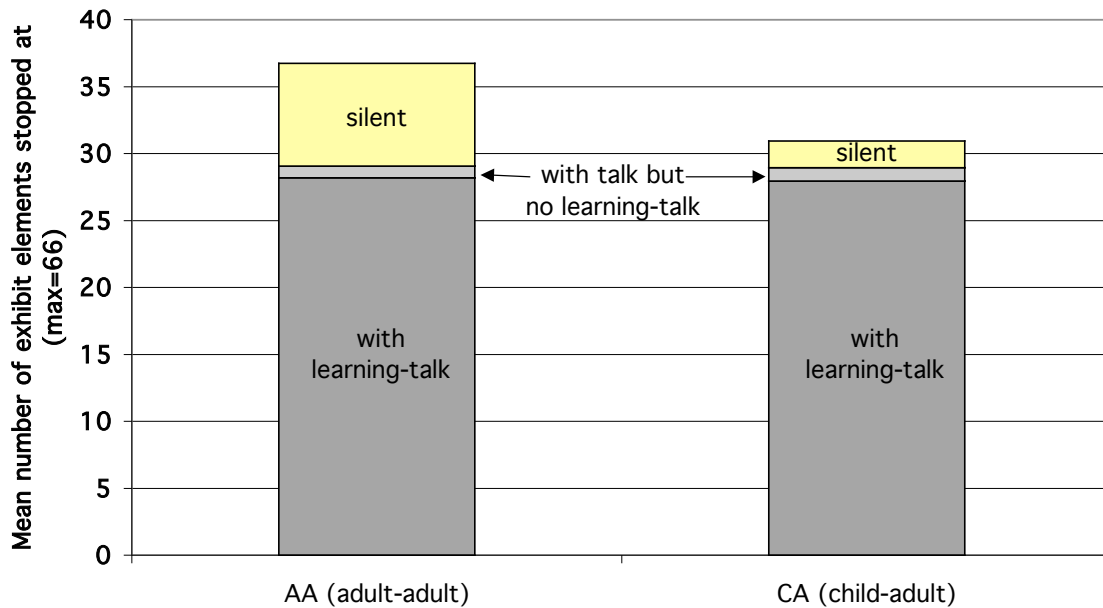 Mean number of exhibit elements stopped at
(max=66)
40
35
30
25
20
15
10
5
0
silent
silent
with talk but
no learning-talk
with
learning-talk
with
learning-talk
AA (adult-adult)
CA (child-adult)